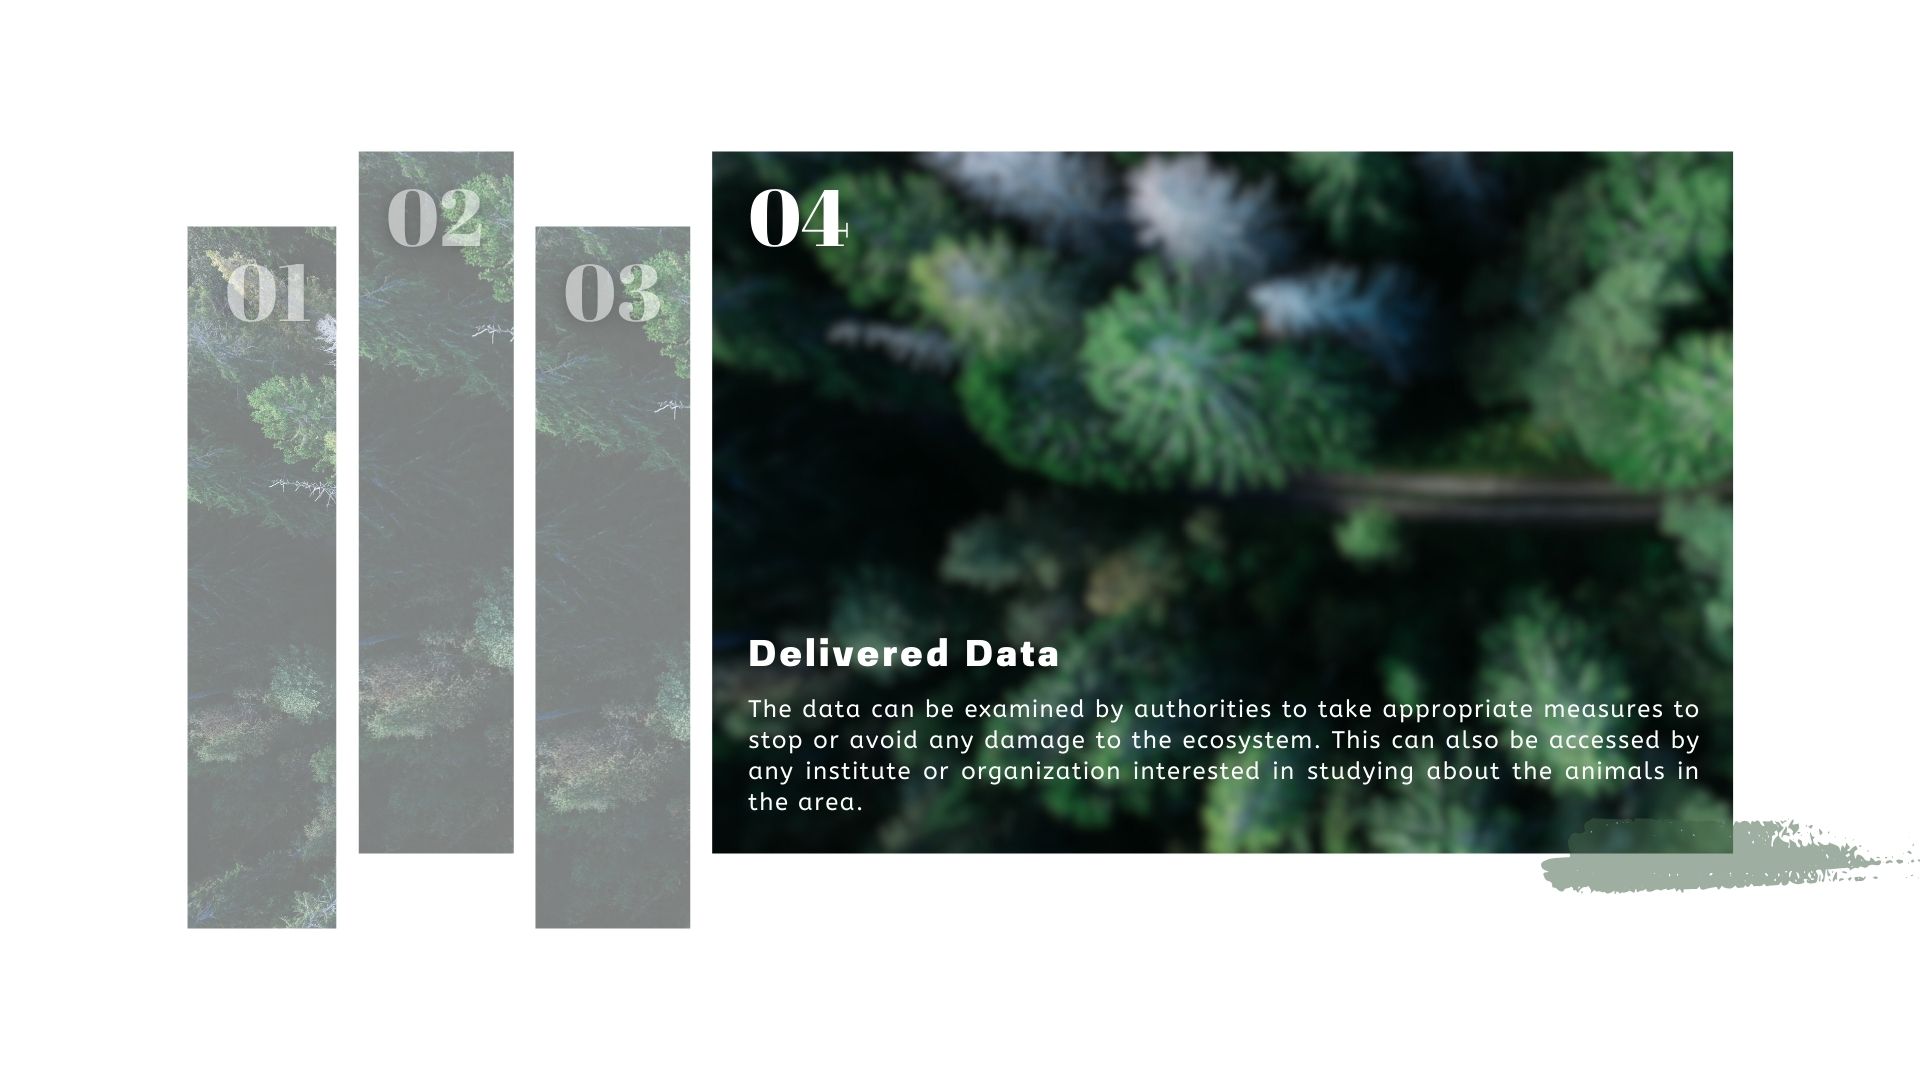 01
02
03
04
Delivered Data
The data can be examined by authorities to take appropriate measures to
stop or avoid any damage to the ecosystem. This can also be accessed by
any institute or organization interested in studying about the animals in
the area.